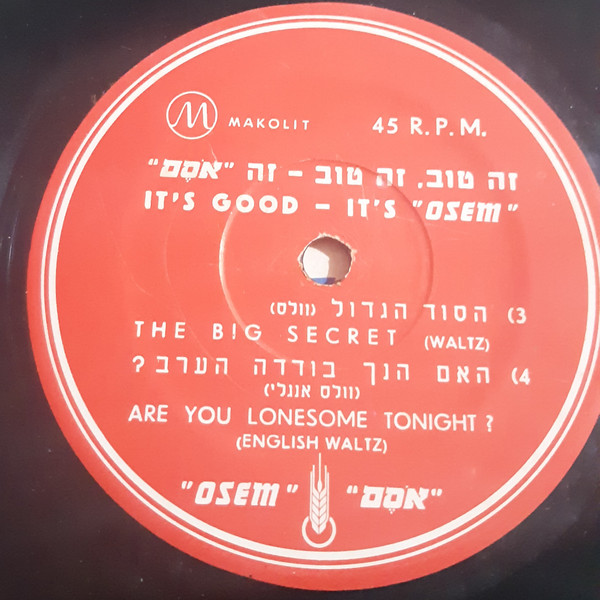 M MAKOLIT 45 R.P.M.
זה טוב, זה טוב - זה "אסם"
IT'S GOOD - IT'S "OSEM"
3) הסוד הגדול (וולס)
THE BIG SECRET (WALTZ)
4) האם הנך בודדה הערב?
(וולס אנגלי)
ARE YOU LONESOME TONIGHT?
(ENGLISH WALTZ)
"OSEM" "אסם"